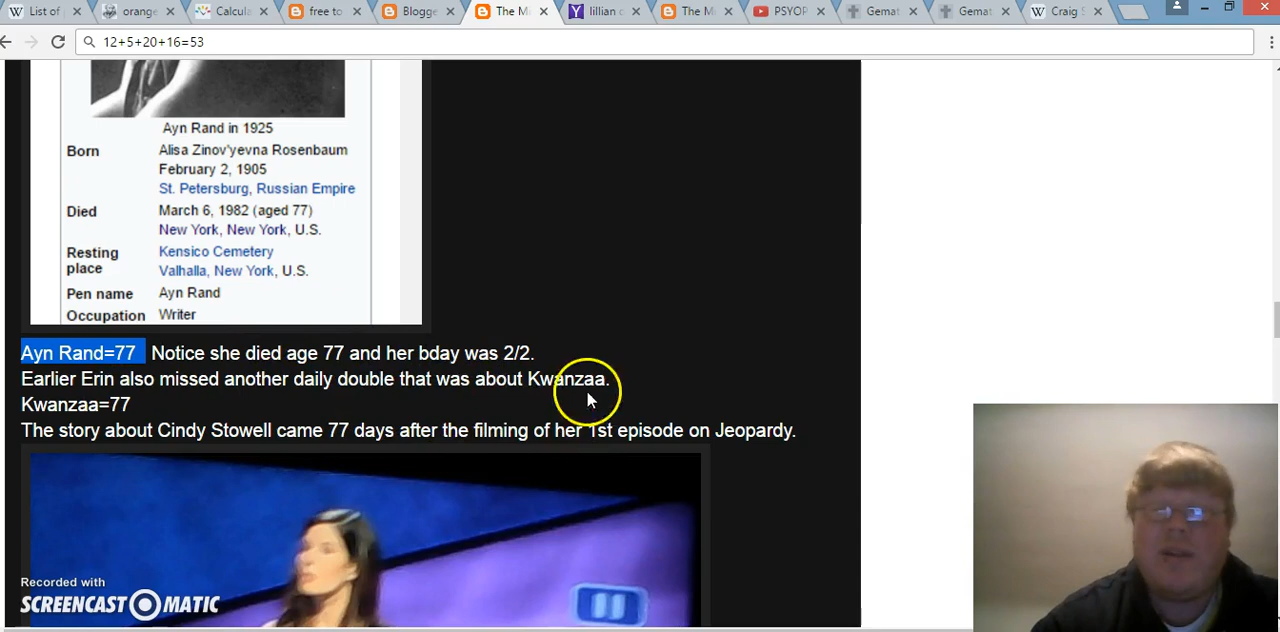 List of
orange
Calcula
free to
Blogge
The M
lillian c
The M
PSYOP
Gemat
Gemat
Craig S
12+5+20+16=53
Ayn Rand in 1925
Born Alisa Zinov'yevna Rosenbaum
February 2, 1905
St. Petersburg, Russian Empire
Died March 6, 1982 (aged 77)
New York, New York, U.S.
Resting place Kensico Cemetery
Valhalla, New York, U.S.
Pen name Ayn Rand
Occupation Writer
Ayn Rand=77 Notice she died age 77 and her bday was 2/2.
Earlier Erin also missed another daily double that was about Kwanzaa.
Kwanzaa=77
The story about Cindy Stowell came 77 days after the filming of her 1st episode on Jeopardy.
Recorded with
SCREENCAST O MATIC